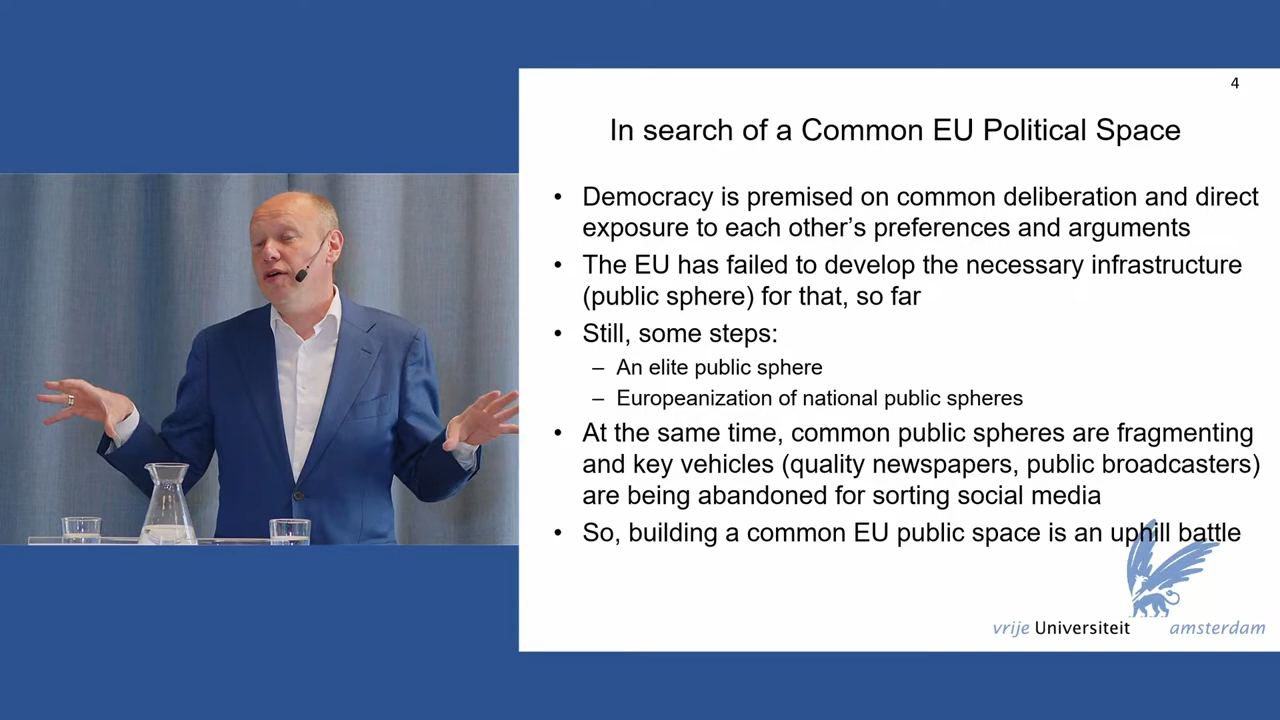 4
In search of a Common EU Political Space
• Democracy is premised on common deliberation and direct
exposure to each other’s preferences and arguments
• The EU has failed to develop the necessary infrastructure
(public sphere) for that, so far
• Still, some steps:
– An elite public sphere
– Europeanization of national public spheres
• At the same time, common public spheres are fragmenting
and key vehicles (quality newspapers, public broadcasters)
are being abandoned for sorting social media
• So, building a common EU public space is an uphill battle
vrije Universiteit amsterdam